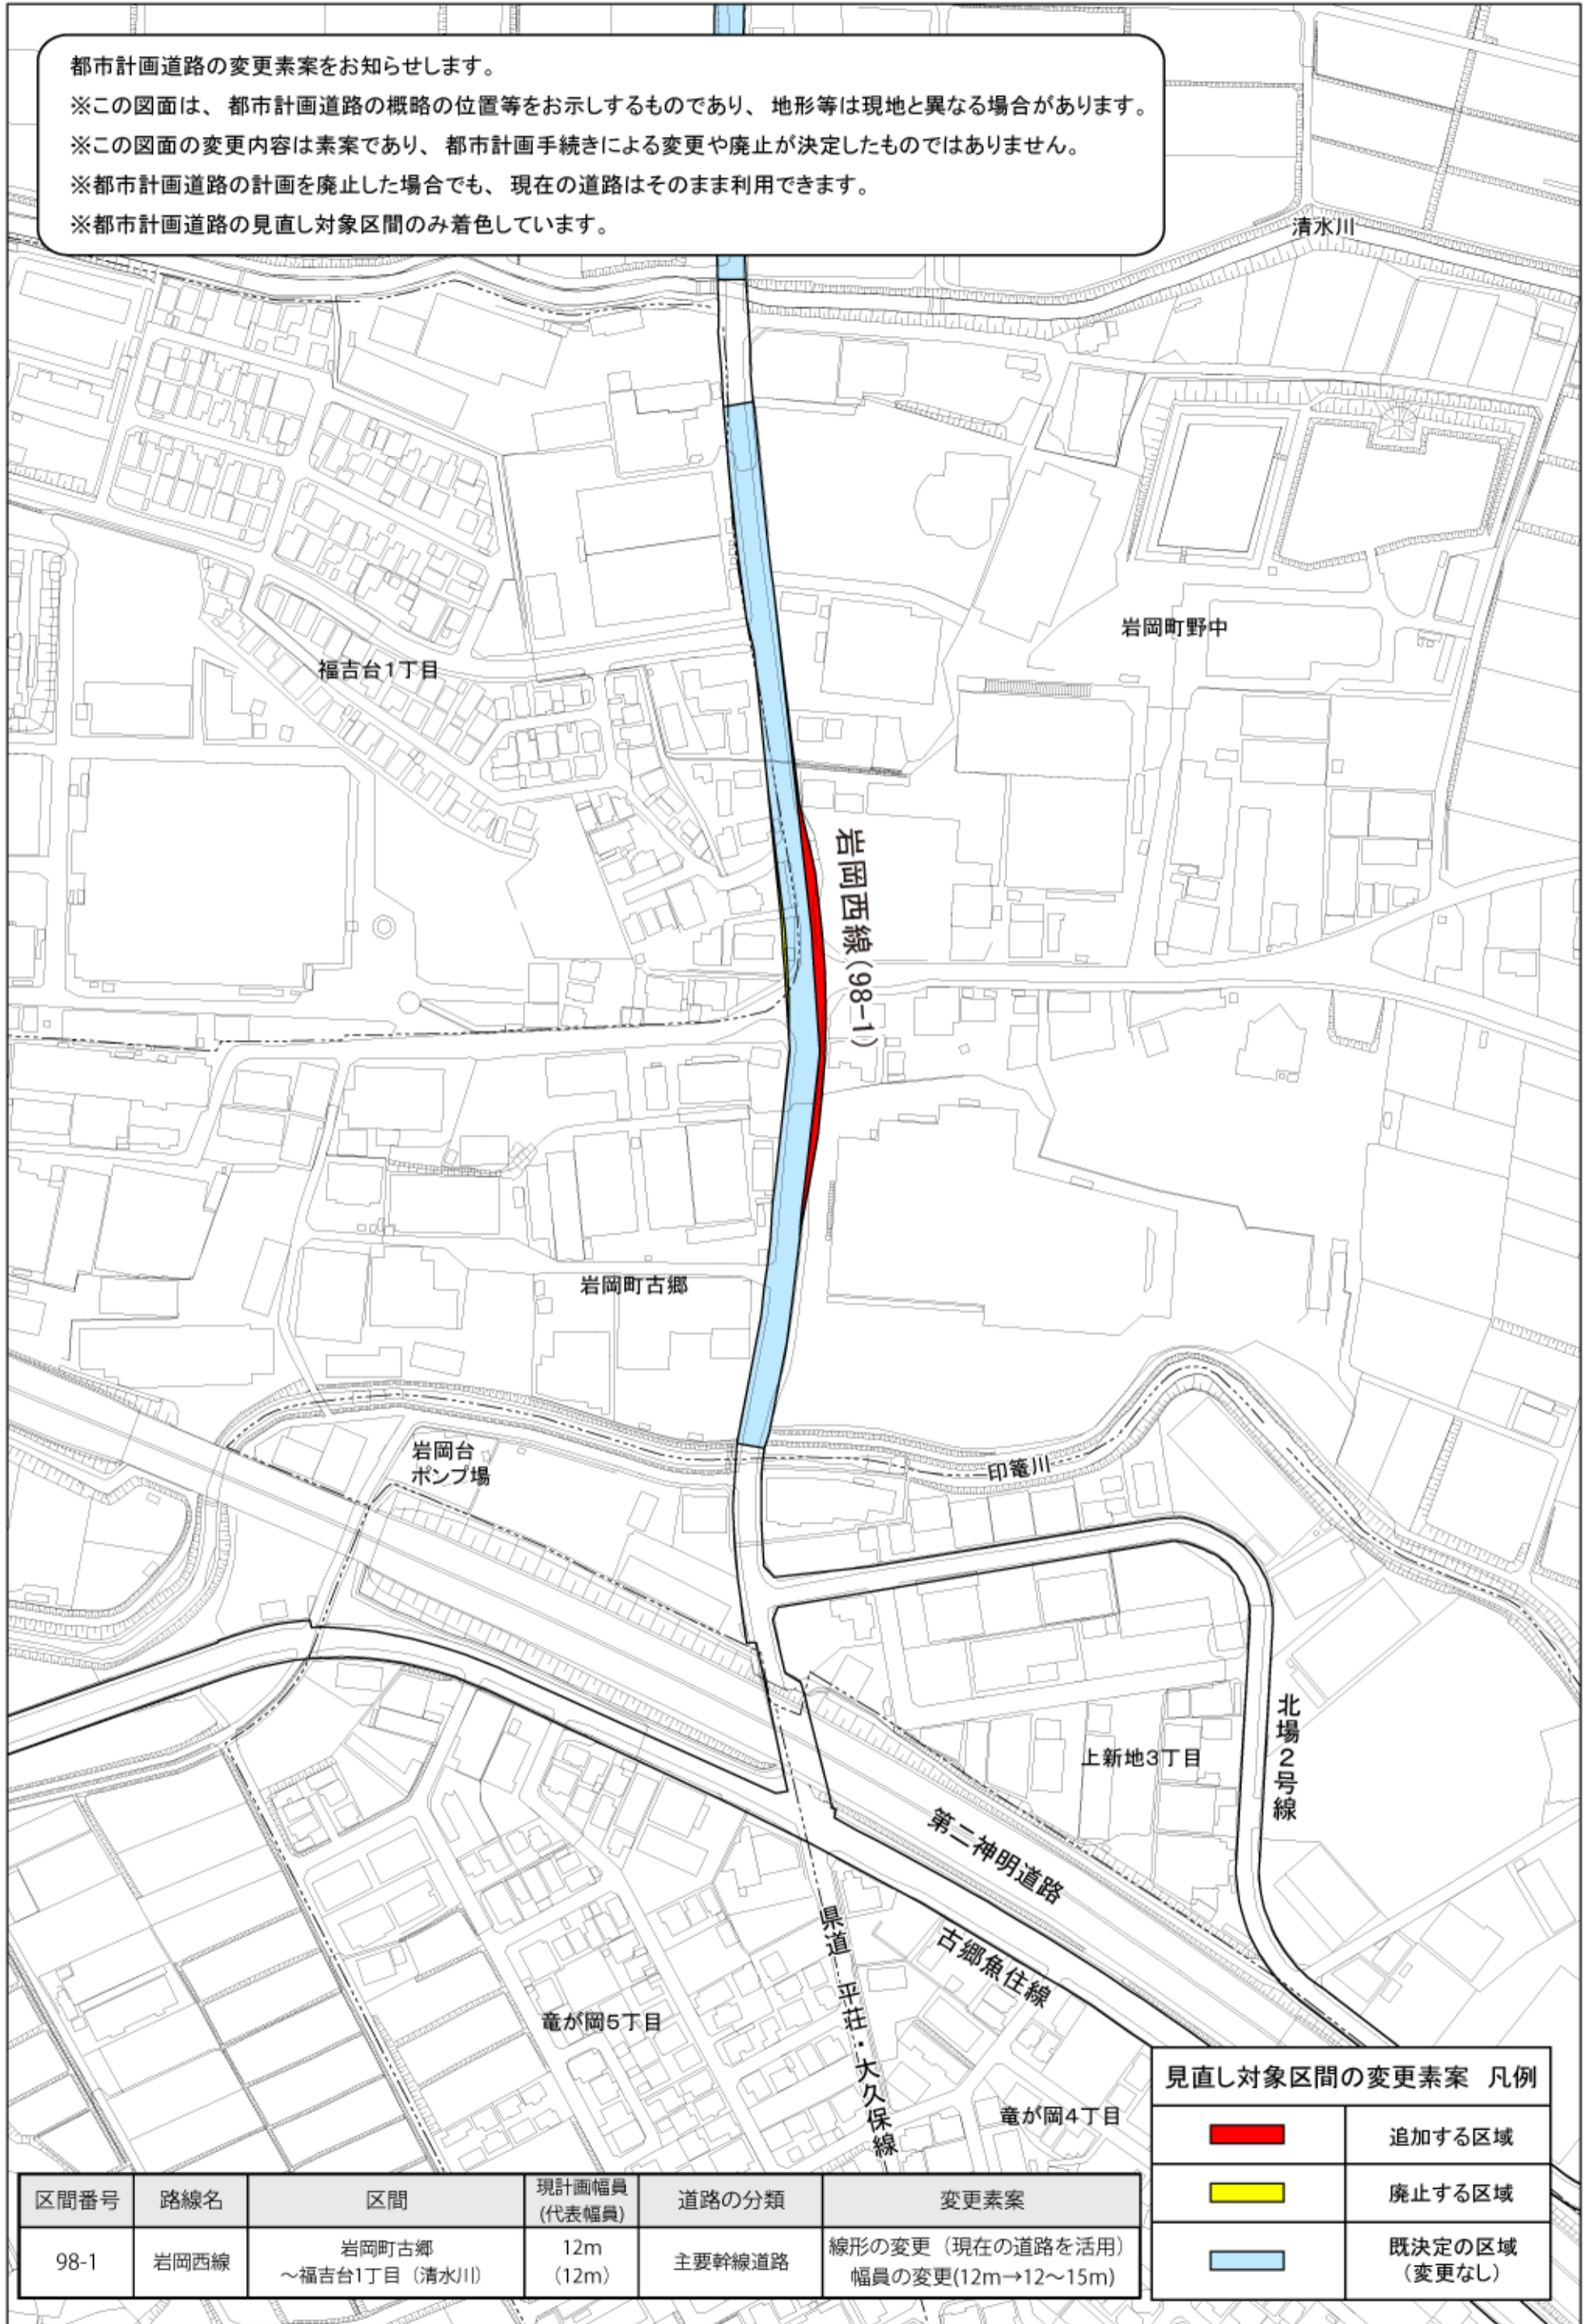 都市計画道路の変更素案をお知らせします。
※この図面は、都市計画道路の概略の位置等をお示しするものであり、地形等は現地と異なる場合があります。
※この図面の変更内容は素案であり、都市計画手続きによる変更や廃止が決定したものではありません。
※都市計画道路の計画を廃止した場合でも、現在の道路はそのまま利用できます。
※都市計画道路の見直し対象区間のみ着色しています。
清水川
岩岡町野中
福吉台1丁目
岩岡西線(98-1)
岩岡町古郷
岩岡台
ポンプ場
印篭川
北場2号線
上新地3丁目
第二神明道路
古郷魚住線
県道 平荘・大久保線
竜が岡5丁目
竜が岡4丁目
見直し対象区間の変更素案 凡例
追加する区域
廃止する区域
既決定の区域
(変更なし)
区間番号 路線名 区間 現計画幅員 道路の分類 変更素案
(代表幅員)
98-1 岩岡西線 岩岡町古郷 12m 主要幹線道路 線形の変更(現在の道路を活用)
~福吉台1丁目(清水川) (12m) 幅員の変更(12m→12~15m)